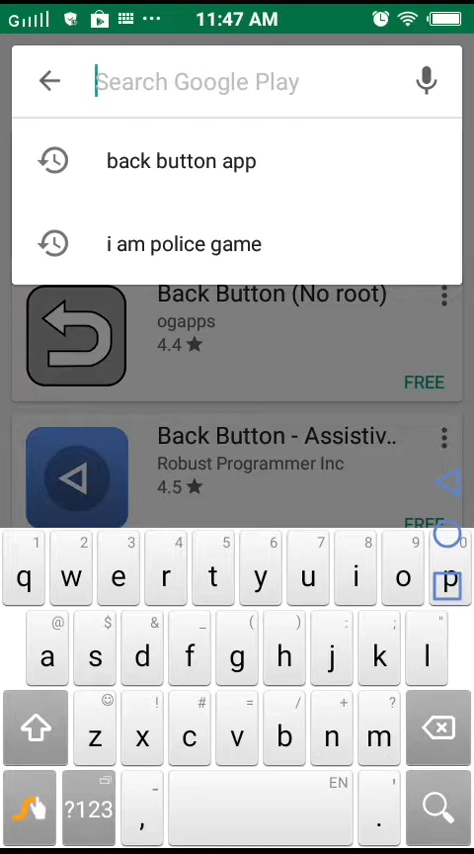 11:47 AM
Search Google Play
back button app
i am police game
Back Button (No root)
ogapps
4.4
FREE
Back Button - Assistiv..
Robust Programmer Inc
4.5
FREE
1 2 3 4 5 6 7 8 9 0
q w e r t y u i o p
@ $ & _ ( ) : ; "
a s d f g h j k l
! # = / + ?
z x c v b n m
EN '
?123 , .